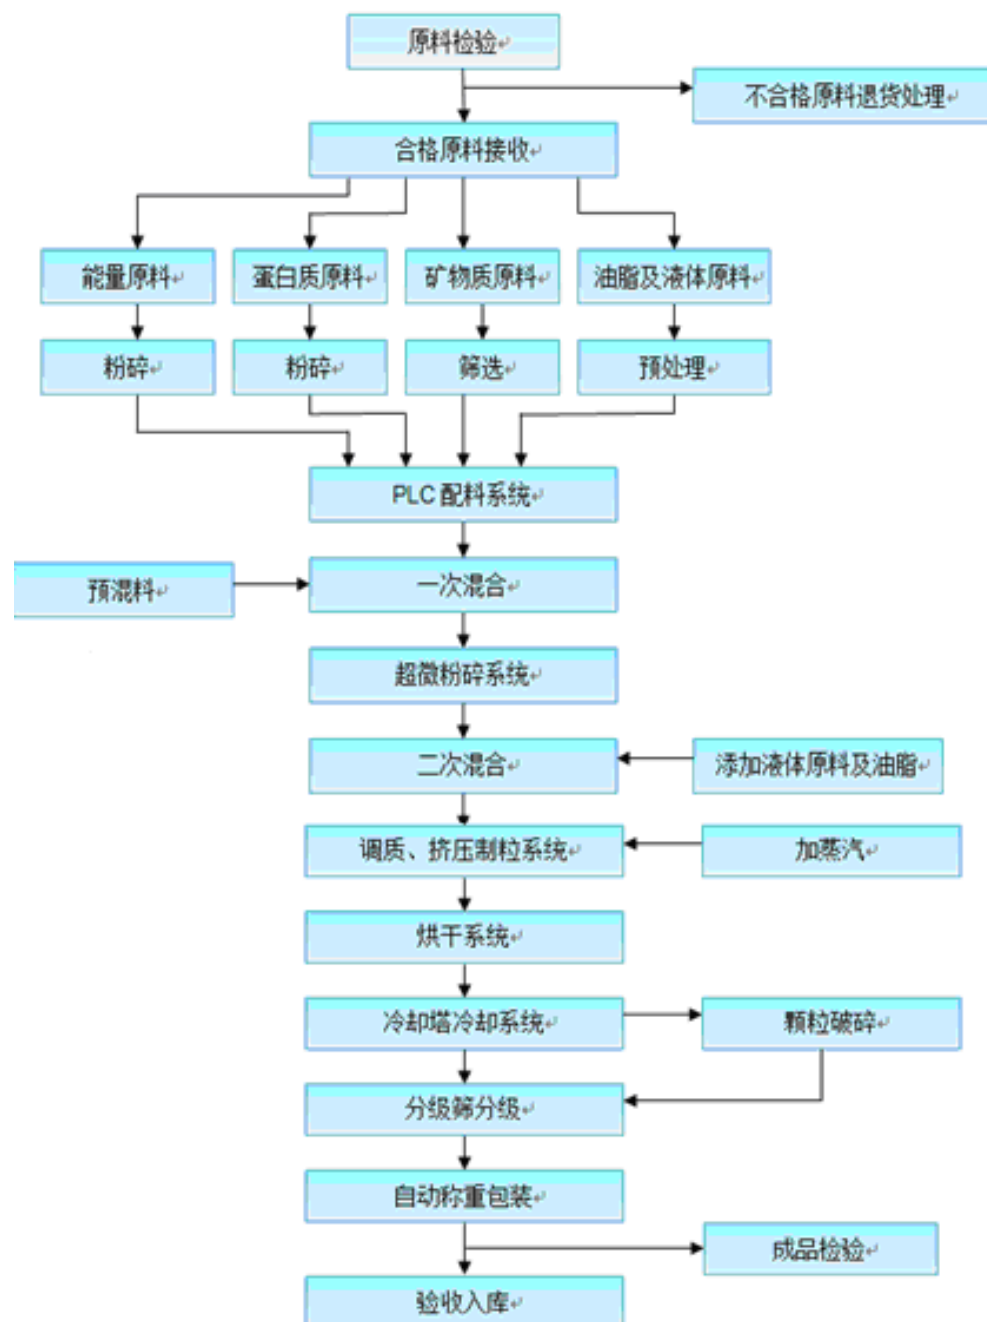 原料检验
不合格原料退货处理
合格原料接收
能量原料
蛋白质原料
矿物质原料
油脂及液体原料
粉碎
粉碎
筛选
预处理
PLC 配料系统
预混料
一次混合
超微粉碎系统
二次混合
添加液体原料及油脂
调质、挤压制粒系统
加蒸汽
烘干系统
冷却塔冷却系统
颗粒破碎
分级筛分级
自动称重包装
成品检验
验收入库